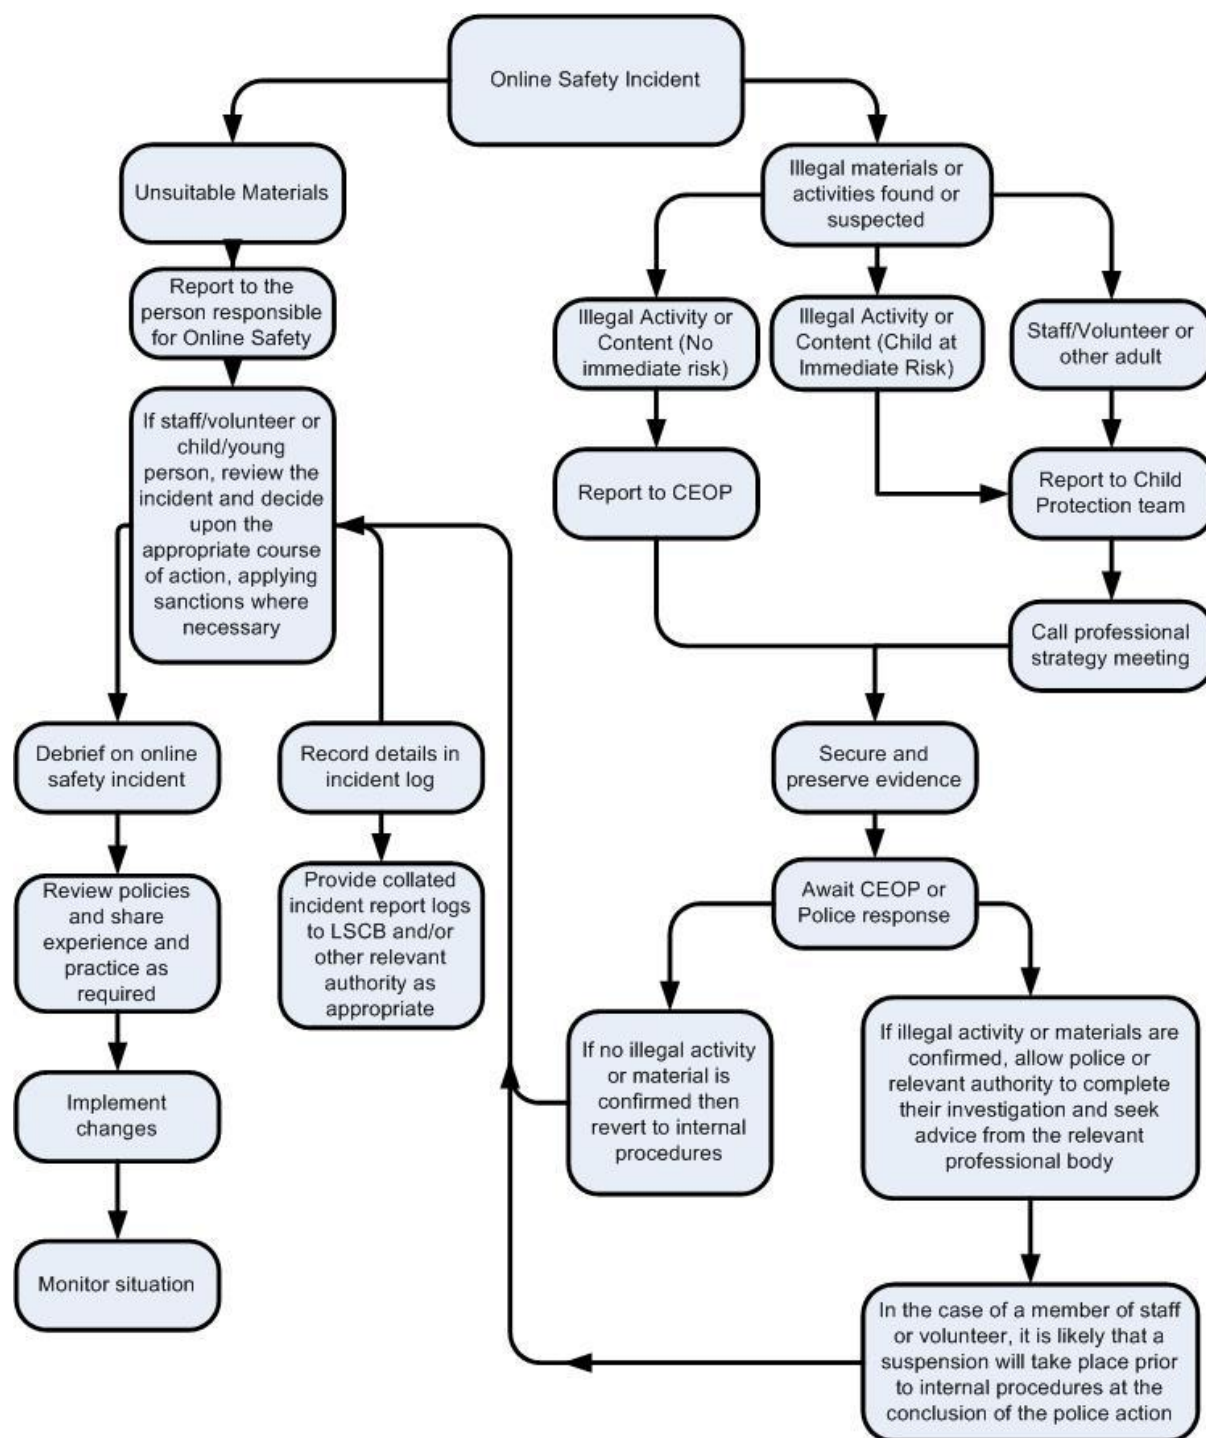 Online Safety Incident
Unsuitable Materials
Report to the
person responsible
for Online Safety
If staff/volunteer or
child/young
person, review the
incident and decide
upon the
appropriate course
of action, applying
sanctions where
necessary
Debrief on online
safety incident
Review policies
and share
experience and
practice as
required
Implement
changes
Monitor situation
Record details in
incident log
Provide collated
incident report logs
to LSCB and/or
other relevant
authority as
appropriate
Illegal materials or
activities found or
suspected
Illegal Activity or
Content (No
immediate risk)
Illegal Activity or
Content (Child at
Immediate Risk)
Staff/Volunteer or
other adult
Report to CEOP
Report to Child
Protection team
Call professional
strategy meeting
Secure and
preserve evidence
Await CEOP or
Police response
If no illegal activity
or material is
confirmed then
revert to internal
procedures
If illegal activity or materials are
confirmed, allow police or
relevant authority to complete
their investigation and seek
advice from the relevant
professional body
In the case of a member of staff
or volunteer, it is likely that a
suspension will take place prior
to internal procedures at the
conclusion of the police action